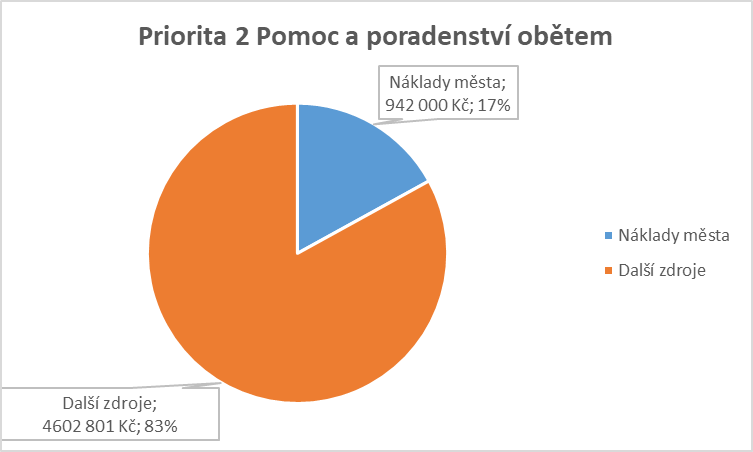 Priorita 2 Pomoc a poradenství obětem
Náklady města;
942 000 Kč; 17%
Náklady města
Další zdroje
Další zdroje;
4602 801 Kč; 83%